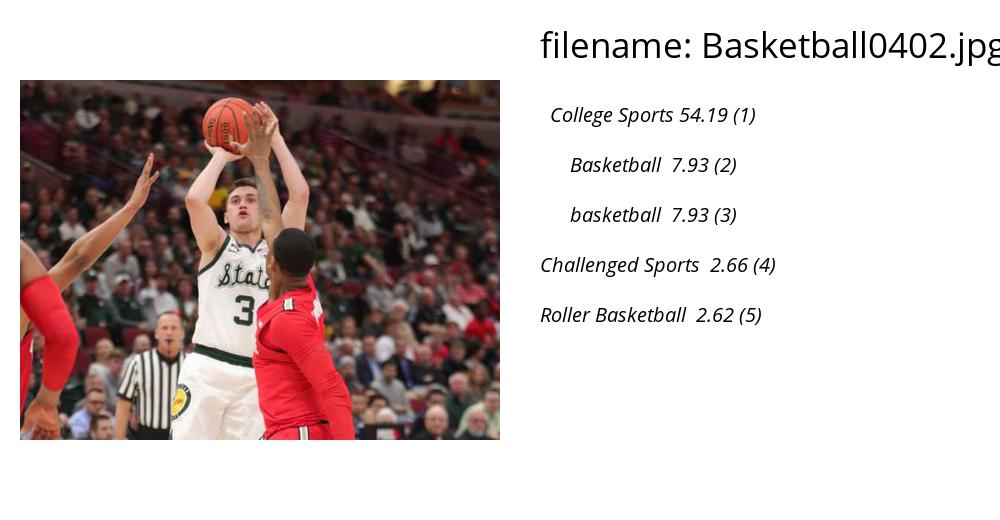 filename: Basketball0402.jpg
College Sports 54.19 (1)
Basketball 7.93 (2)
basketball 7.93 (3)
Challenged Sports 2.66 (4)
Roller Basketball 2.62 (5)
State
3